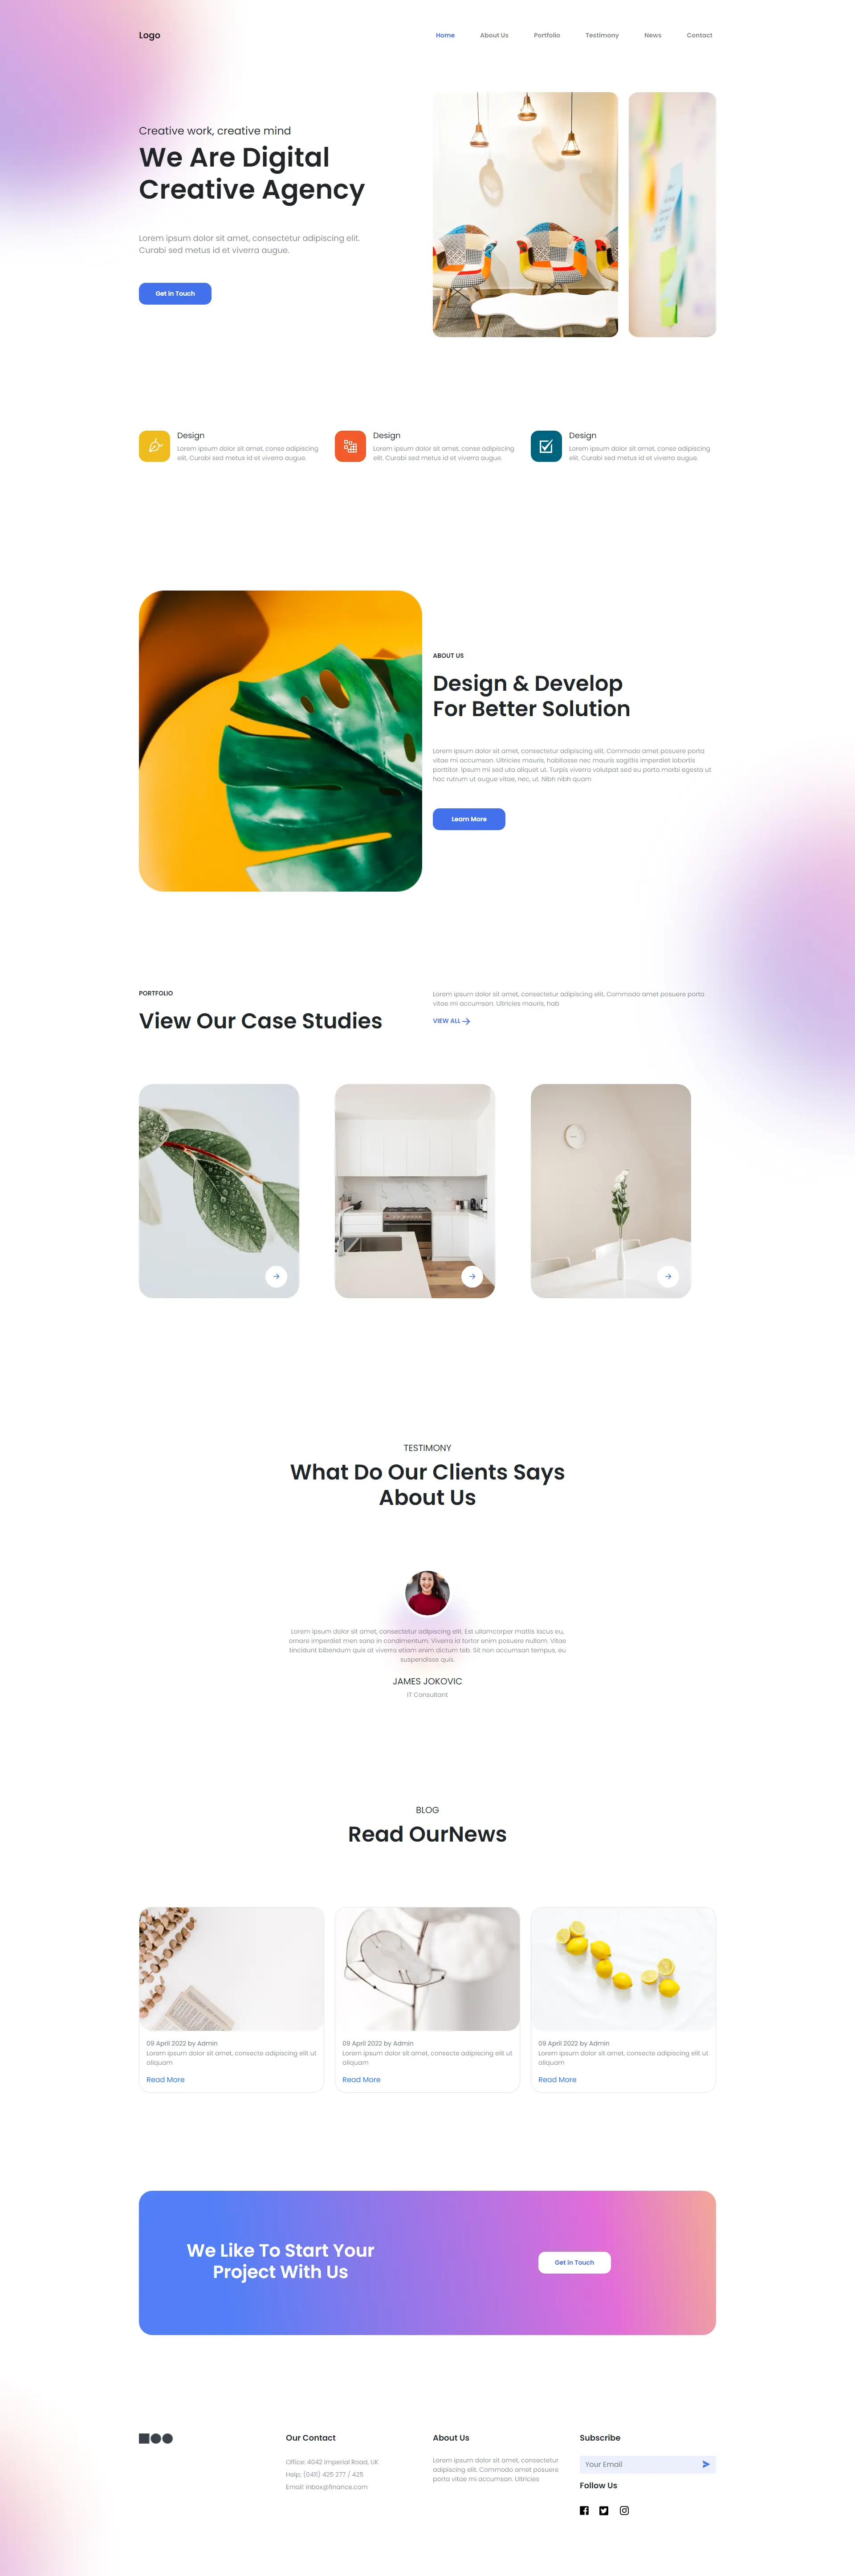 Logo
Home
About Us
Portfolio
Testimony
News
Contact
Creative work, creative mind
We Are Digital
Creative Agency
Lorem ipsum dolor sit amet, consectetur adipiscing elit.
Curabi sed metus id et viverra augue.
Get in Touch
Design
Lorem ipsum dolor sit amet, conse adipiscing
elit. Curabi sed metus id et viverra augue.
Design
Lorem ipsum dolor sit amet, conse adipiscing
elit. Curabi sed metus id et viverra augue.
Design
Lorem ipsum dolor sit amet, conse adipiscing
elit. Curabi sed metus id et viverra augue.
ABOUT US
Design & Develop
For Better Solution
Lorem ipsum dolor sit amet, consectetur adipiscing elit. Commodo amet posuere porta
vitae mi accumson. Ultricies mauris, habitasse nec mouris sagittis imperdiet lobortis
porttitor. Ipsum mi sed uto aliquet ut. Turpis viverra volutpat sed eu porta morbi egesta ut
hac rutrum ut augue vitae, nec, ut. Nibh nibh quam
Learn More
PORTFOLIO
View Our Case Studies
Lorem ipsum dolor sit amet, consectetur adipiscing elit. Commodo amet posuere porta
vitae mi accumson. Ultricies mauris, hab
VIEW ALL
TESTIMONY
What Do Our Clients Says
About Us
Lorem ipsum dolor sit amet, consectetur adipiscing elit. Est ullamcorper mattis lacus eu,
ornare imperdiet men sana in condimentum. Viverra id tortor enim posuere nullam. Vitae
tincidunt bibendum quis at viverra etiam enim dictum teb. Sit non accumsan tempus, eu
suspendisse quis.
JAMES JOKOVIC
IT Consultant
BLOG
Read OurNews
09 April 2022 by Admin
Lorem ipsum dolor sit amet, consecte adipiscing elit ut
aliquam
Read More
09 April 2022 by Admin
Lorem ipsum dolor sit amet, consecte adipiscing elit ut
aliquam
Read More
09 April 2022 by Admin
Lorem ipsum dolor sit amet, consecte adipiscing elit ut
aliquam
Read More
We Like To Start Your
Project With Us
Get in Touch
Our Contact
Office: 4042 Imperial Road, UK
Help; (0411) 425 277 / 425
Email: inbox@finance.com
About Us
Lorem ipsum dolor sit amet, consectetur
adipiscing elit. Commodo amet posuere
porta vitae mi accumsan. Ultricies
Subscribe
Your Email
Follow Us